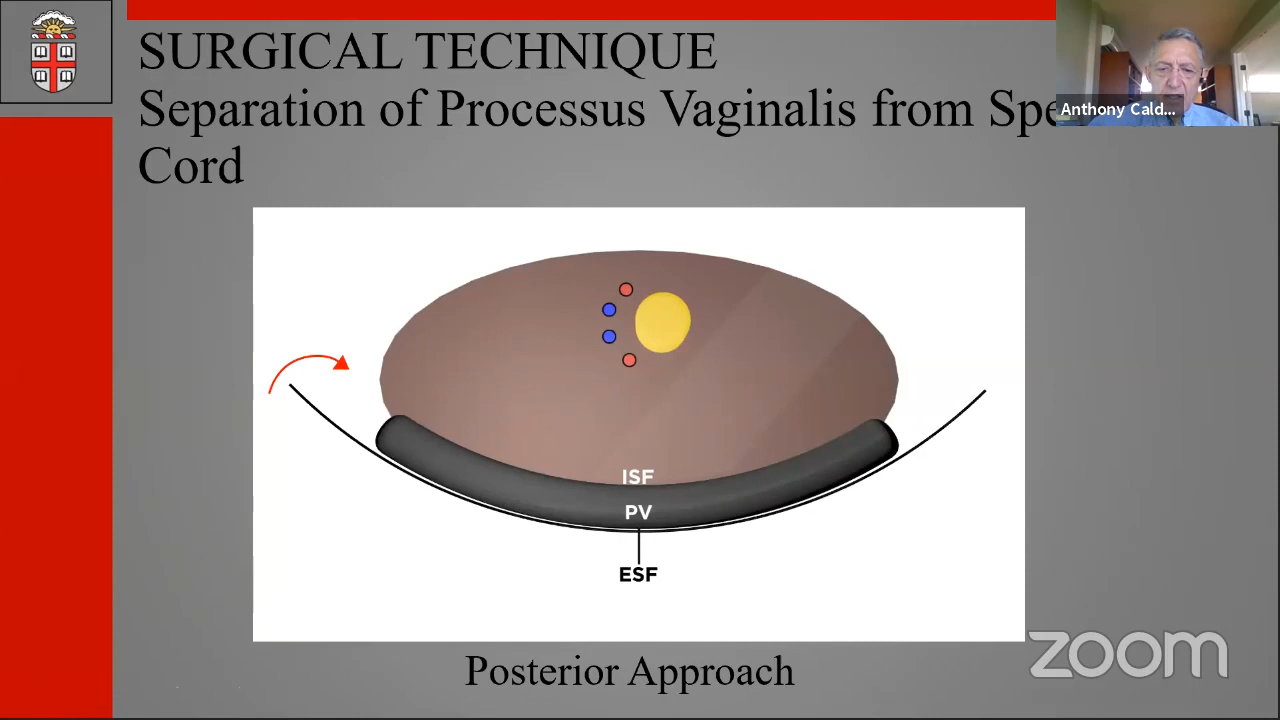 SURGICAL TECHNIQUE
Separation of Processus Vaginalis from Spe
Cord
Anthony Cald...
ISF
PV
ESF
Posterior Approach
zoom